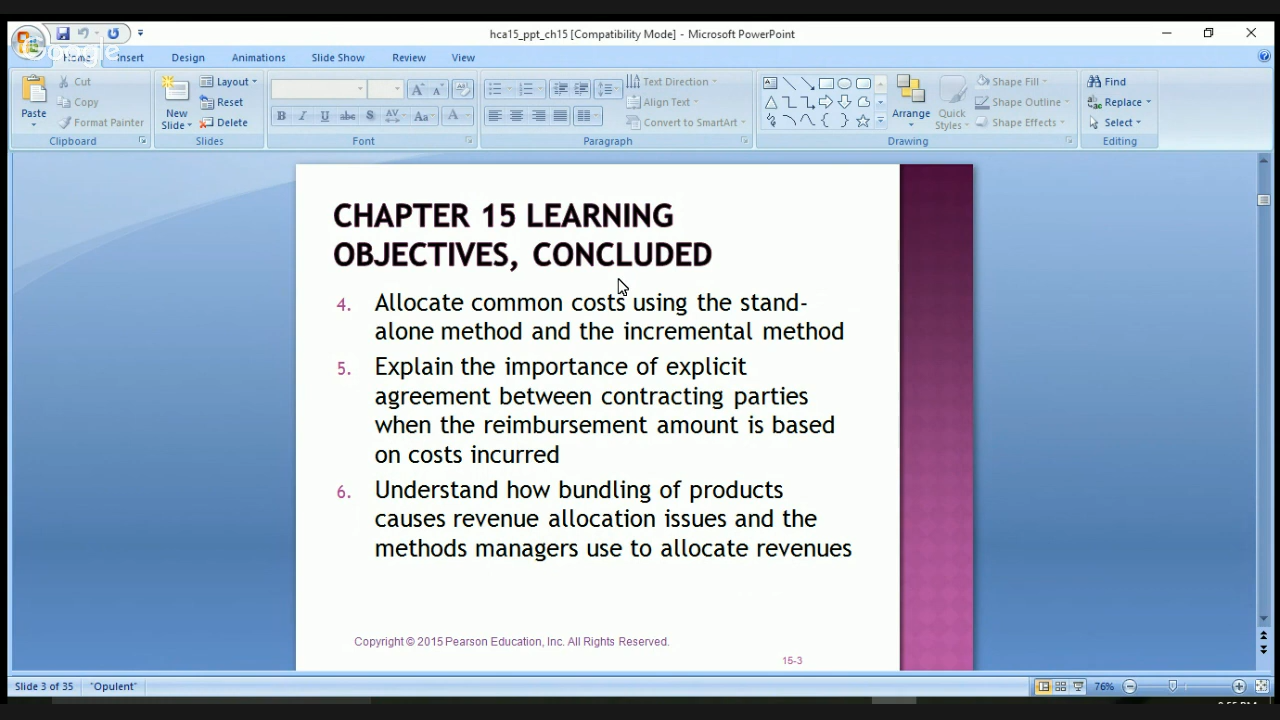 hca15_ppt_ch15 [Compatibility Mode] - Microsoft PowerPoint
Google
Home Insert Design Animations Slide Show Review View
Paste
Cut
Copy
Format Painter
Clipboard
New
Slide
Layout
Reset
Delete
Slides
B I U abc S AV Aa A
Font
Text Direction
Align Text
Convert to SmartArt
Paragraph
Arrange
Quick
Styles
Shape Fill
Shape Outline
Shape Effects
Drawing
Find
Replace
Select
Editing
CHAPTER 15 LEARNING
OBJECTIVES, CONCLUDED
4. Allocate common costs using the stand-
alone method and the incremental method
5. Explain the importance of explicit
agreement between contracting parties
when the reimbursement amount is based
on costs incurred
6. Understand how bundling of products
causes revenue allocation issues and the
methods managers use to allocate revenues
Copyright © 2015 Pearson Education, Inc. All Rights Reserved.
15-3
Slide 3 of 35 "Opulent" 76%